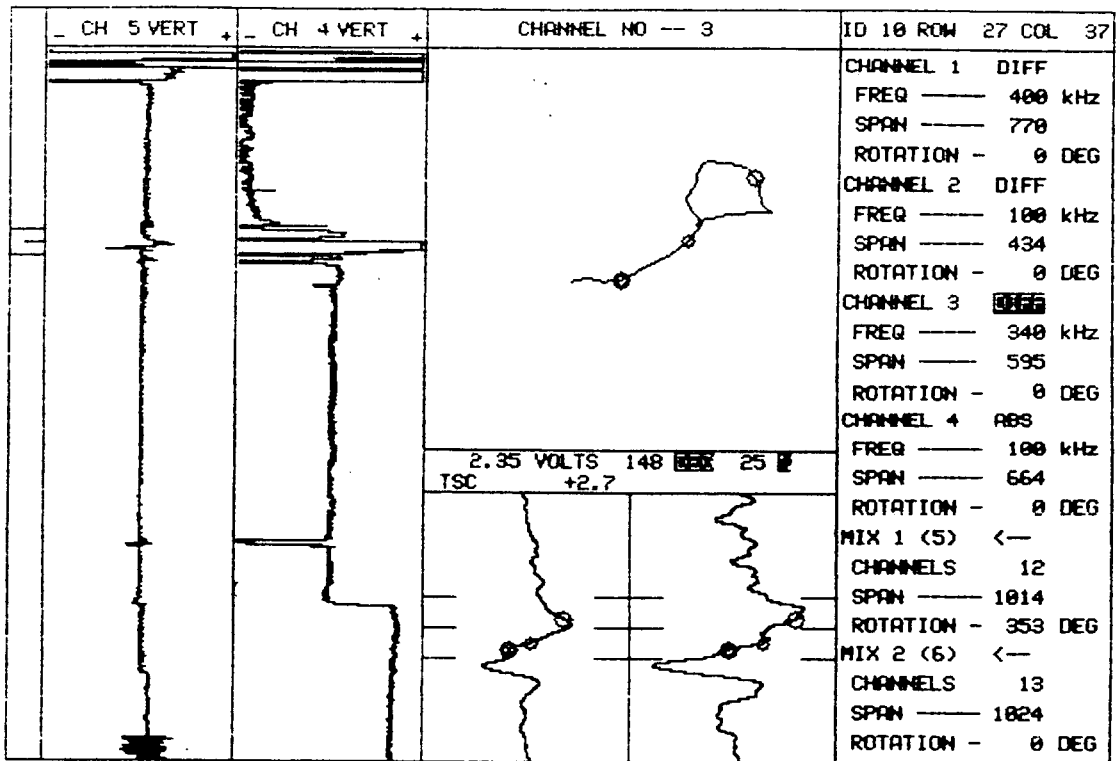 _ CH 5 VERT +
_ CH 4 VERT +
CHANNEL NO -- 3
ID 10 ROW 27 COL 37
CHANNEL 1 DIFF
FREQ ---- 400 kHz
SPAN ---- 770
ROTATION - 0 DEG
CHANNEL 2 DIFF
FREQ ---- 100 kHz
SPAN ---- 434
ROTATION - 0 DEG
CHANNEL 3 DIFF
FREQ ---- 340 kHz
SPAN ---- 595
ROTATION - 0 DEG
CHANNEL 4 ABS
FREQ ---- 100 kHz
SPAN ---- 664
ROTATION - 0 DEG
MIX 1 (5) <--
CHANNELS 12
SPAN ---- 1014
ROTATION - 353 DEG
MIX 2 (6) <--
CHANNELS 13
SPAN ---- 1024
ROTATION - 0 DEG
2.35 VOLTS 148 25
TSC +2.7